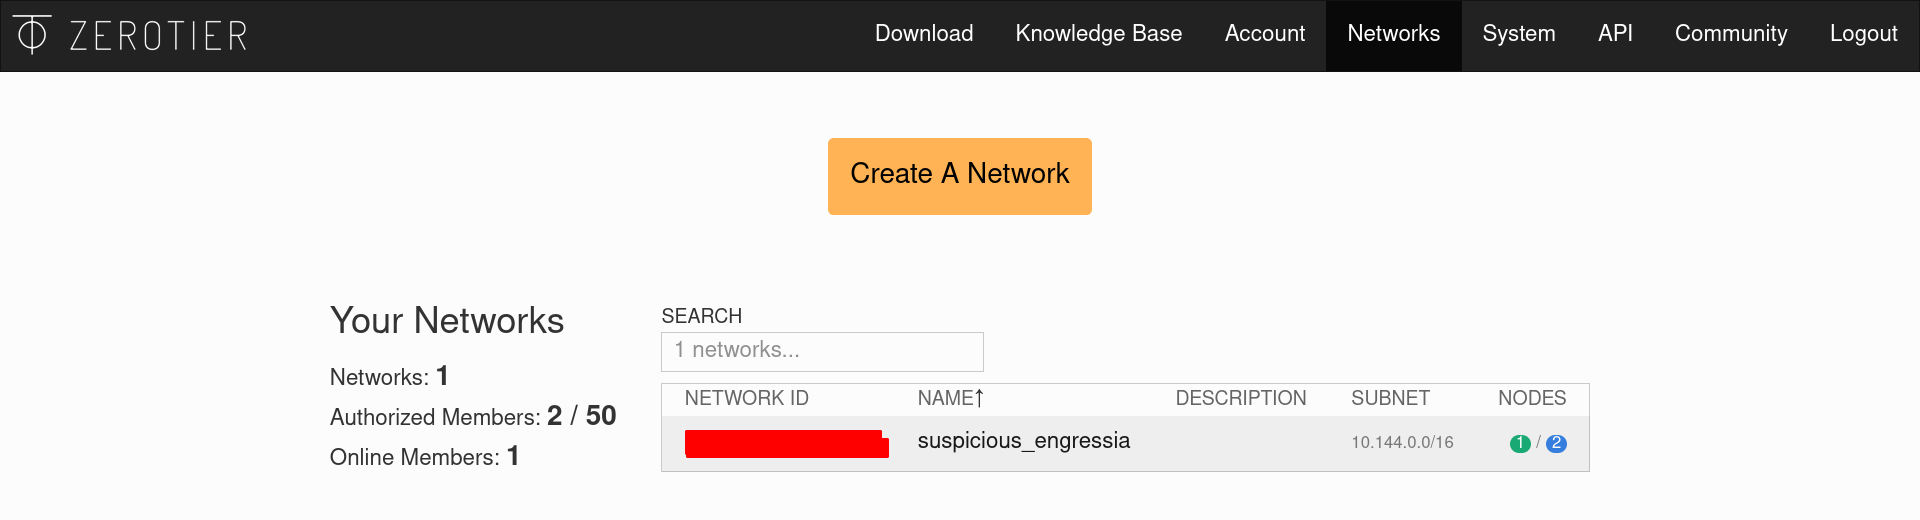 ZEROTIER Download Knowledge Base Account Networks System API Community Logout
Create A Network
Your Networks
Networks: 1
Authorized Members: 2 / 50
Online Members: 1
SEARCH
1 networks...
NETWORK ID NAME↑ DESCRIPTION SUBNET NODES
suspicious_engressia 10.144.0.0/16 1 / 2